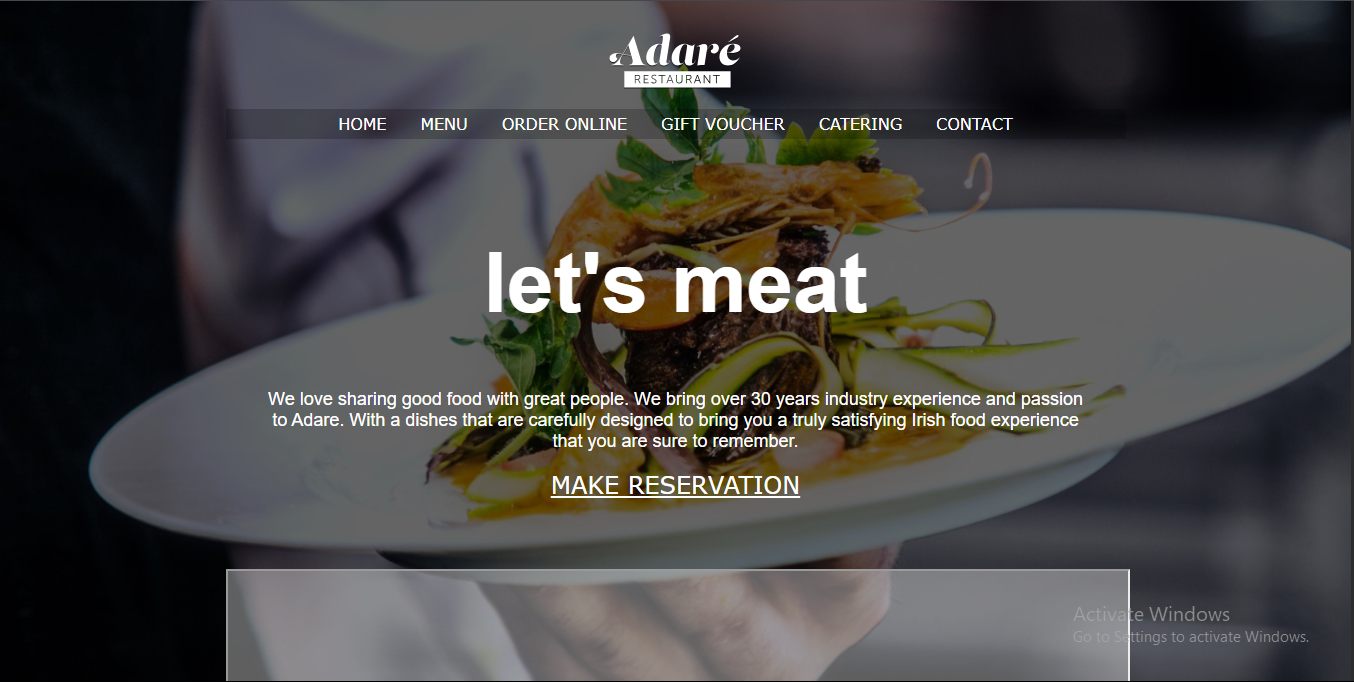 Adaré
RESTAURANT
HOME MENU ORDER ONLINE GIFT VOUCHER CATERING CONTACT
let's meat
We love sharing good food with great people. We bring over 30 years industry experience and passion
to Adare. With a dishes that are carefully designed to bring you a truly satisfying Irish food experience
that you are sure to remember.
MAKE RESERVATION
Activate Windows
Go to Settings to activate Windows.